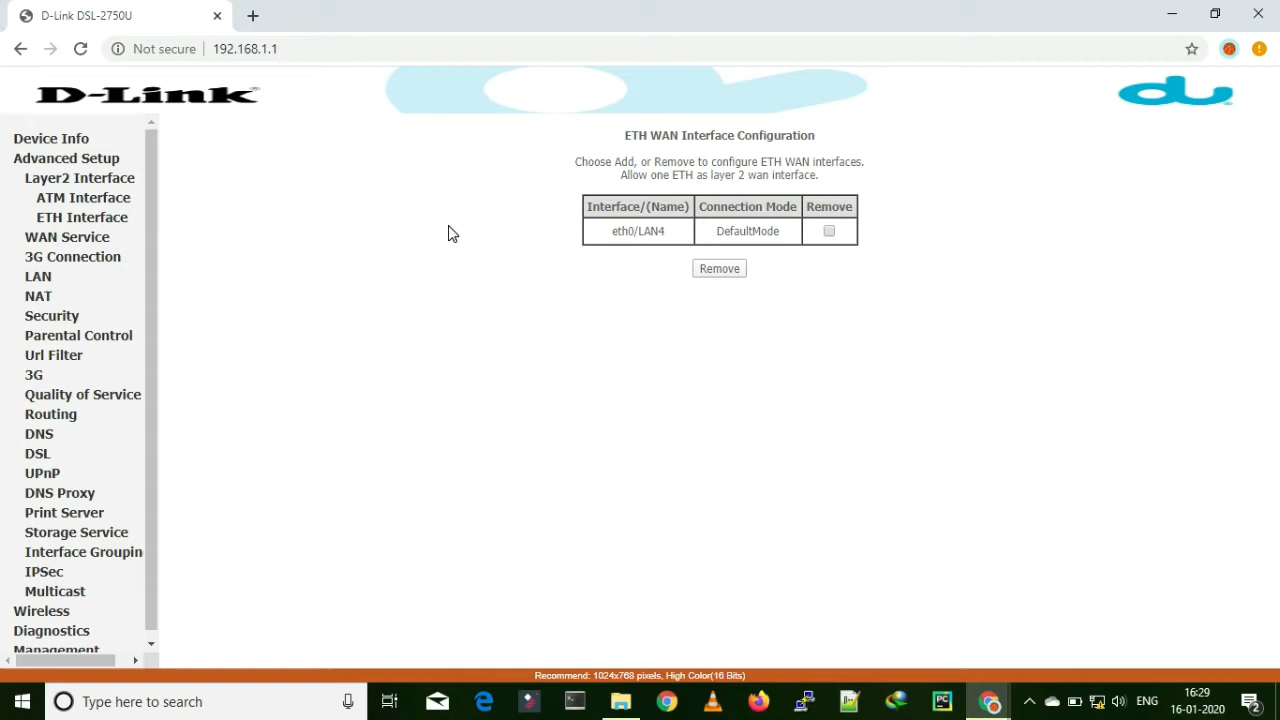 D-Link DSL-2750U
Not secure
192.168.1.1
D-Link
du
Device Info
Advanced Setup
Layer2 Interface
ATM Interface
ETH Interface
WAN Service
3G Connection
LAN
NAT
Security
Parental Control
Url Filter
3G
Quality of Service
Routing
DNS
DSL
UPnP
DNS Proxy
Print Server
Storage Service
Interface Groupin
IPSec
Multicast
Wireless
Diagnostics
Management
ETH WAN Interface Configuration
Choose Add, or Remove to configure ETH WAN interfaces.
Allow one ETH as layer 2 wan interface.
Interface/(Name) Connection Mode Remove
eth0/LAN4 DefaultMode
Remove
Recommend: 1024x768 pixels, High Color(16 Bits)
Type here to search
PC
ENG
16:29
16-01-2020
2